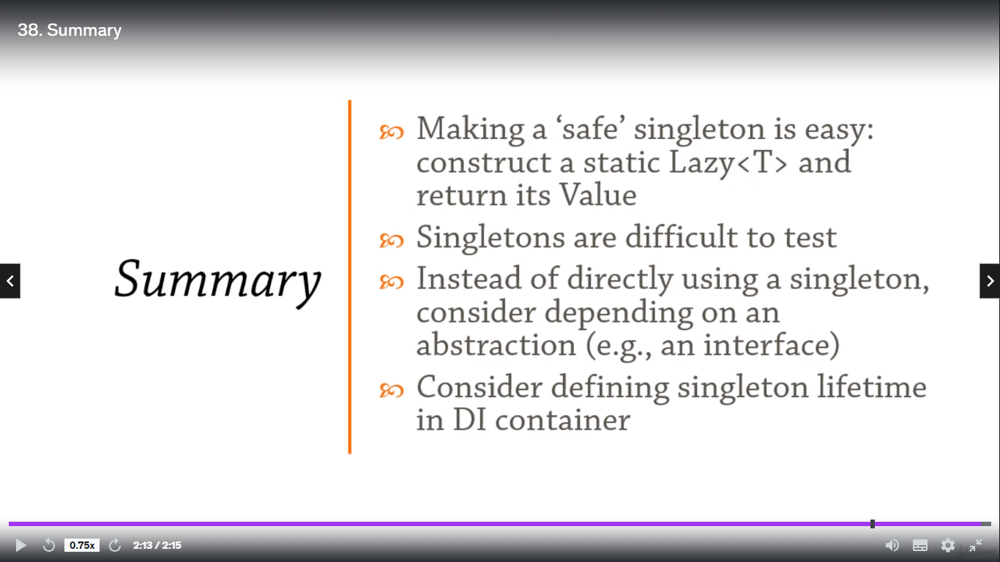 38. Summary
Summary
Making a ‘safe’ singleton is easy:
construct a static Lazy<T> and
return its Value
Singletons are difficult to test
Instead of directly using a singleton,
consider depending on an
abstraction (e.g., an interface)
Consider defining singleton lifetime
in DI container
0.75x
2:13 / 2:15